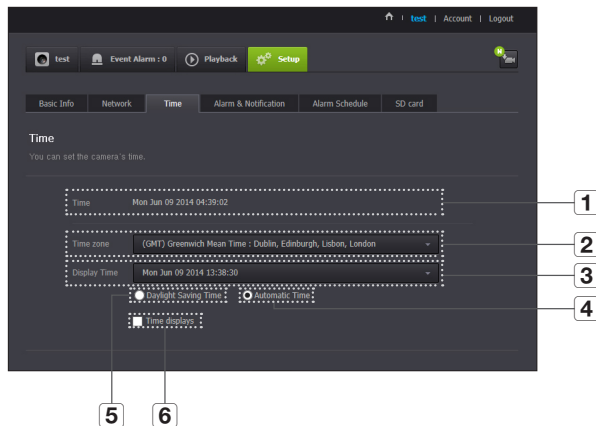 test | Account | Logout
test Event Alarm : 0 Playback Setup
N
Basic Info Network Time Alarm & Notification Alarm Schedule SD card
Time
You can set the camera's time.
Time Mon Jun 09 2014 04:39:02
1
Time zone (GMT) Greenwich Mean Time : Dublin, Edinburgh, Lisbon, London
2
Display Time Mon Jun 09 2014 13:38:30
3
Daylight Saving Time Automatic Time
4
Time displays
5 6